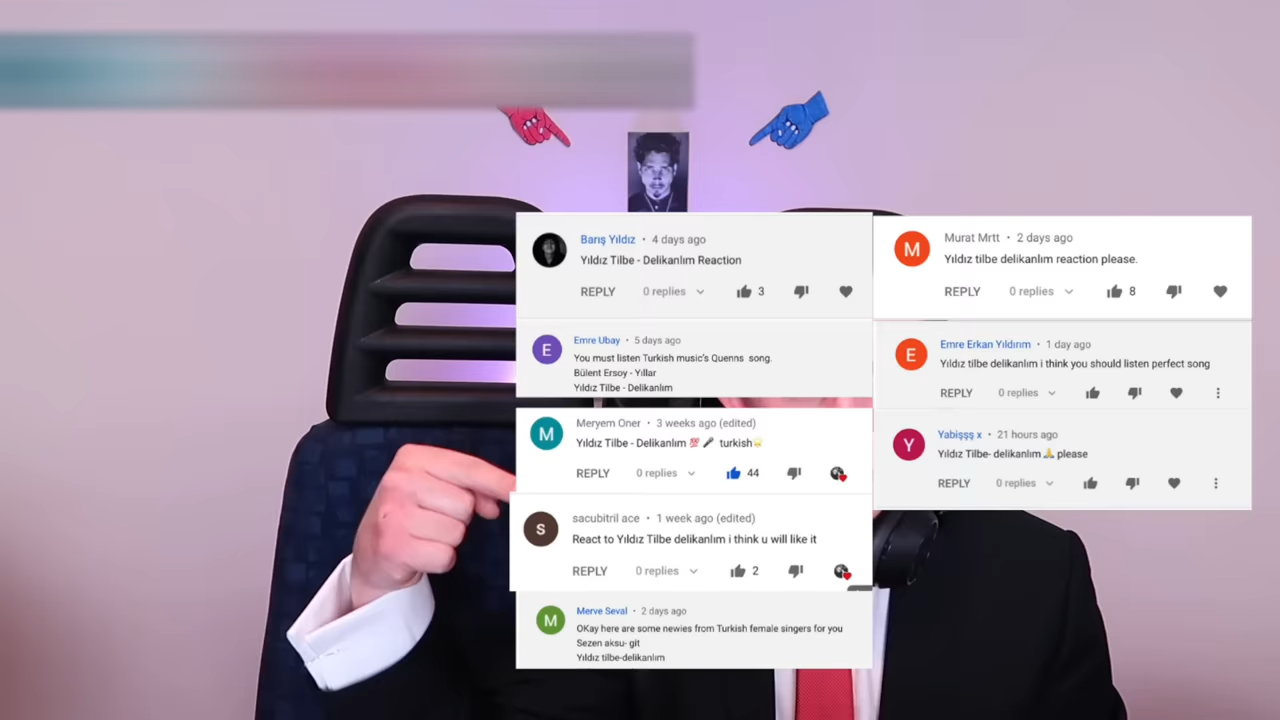 Barış Yıldız • 4 days ago
Yıldız Tilbe - Delikanlım Reaction
REPLY 0 replies 3
Emre Ubay • 5 days ago
You must listen Turkish music's Quenns song.
Bülent Ersoy - Yıllar
Yıldız Tilbe - Delikanlım
M
Meryem Oner • 3 weeks ago (edited)
Yıldız Tilbe - Delikanlım 💯 🎤 turkish🌟
REPLY 0 replies 44
S
sacubitril ace • 1 week ago (edited)
React to Yıldız Tilbe delikanlım i think u will like it
REPLY 0 replies 2
M
Merve Seval • 2 days ago
OKay here are some newies from Turkish female singers for you
Sezen aksu- git
Yıldız tilbe-delikanlım
M
Murat Mrtt • 2 days ago
Yıldız tilbe delikanlım reaction please.
REPLY 0 replies 8
E
Emre Erkan Yıldırım • 1 day ago
Yıldız tilbe delikanlım i think you should listen perfect song
REPLY 0 replies
Y
Yabişşş x • 21 hours ago
Yıldız Tilbe- delikanlım🙏 please
REPLY 0 replies